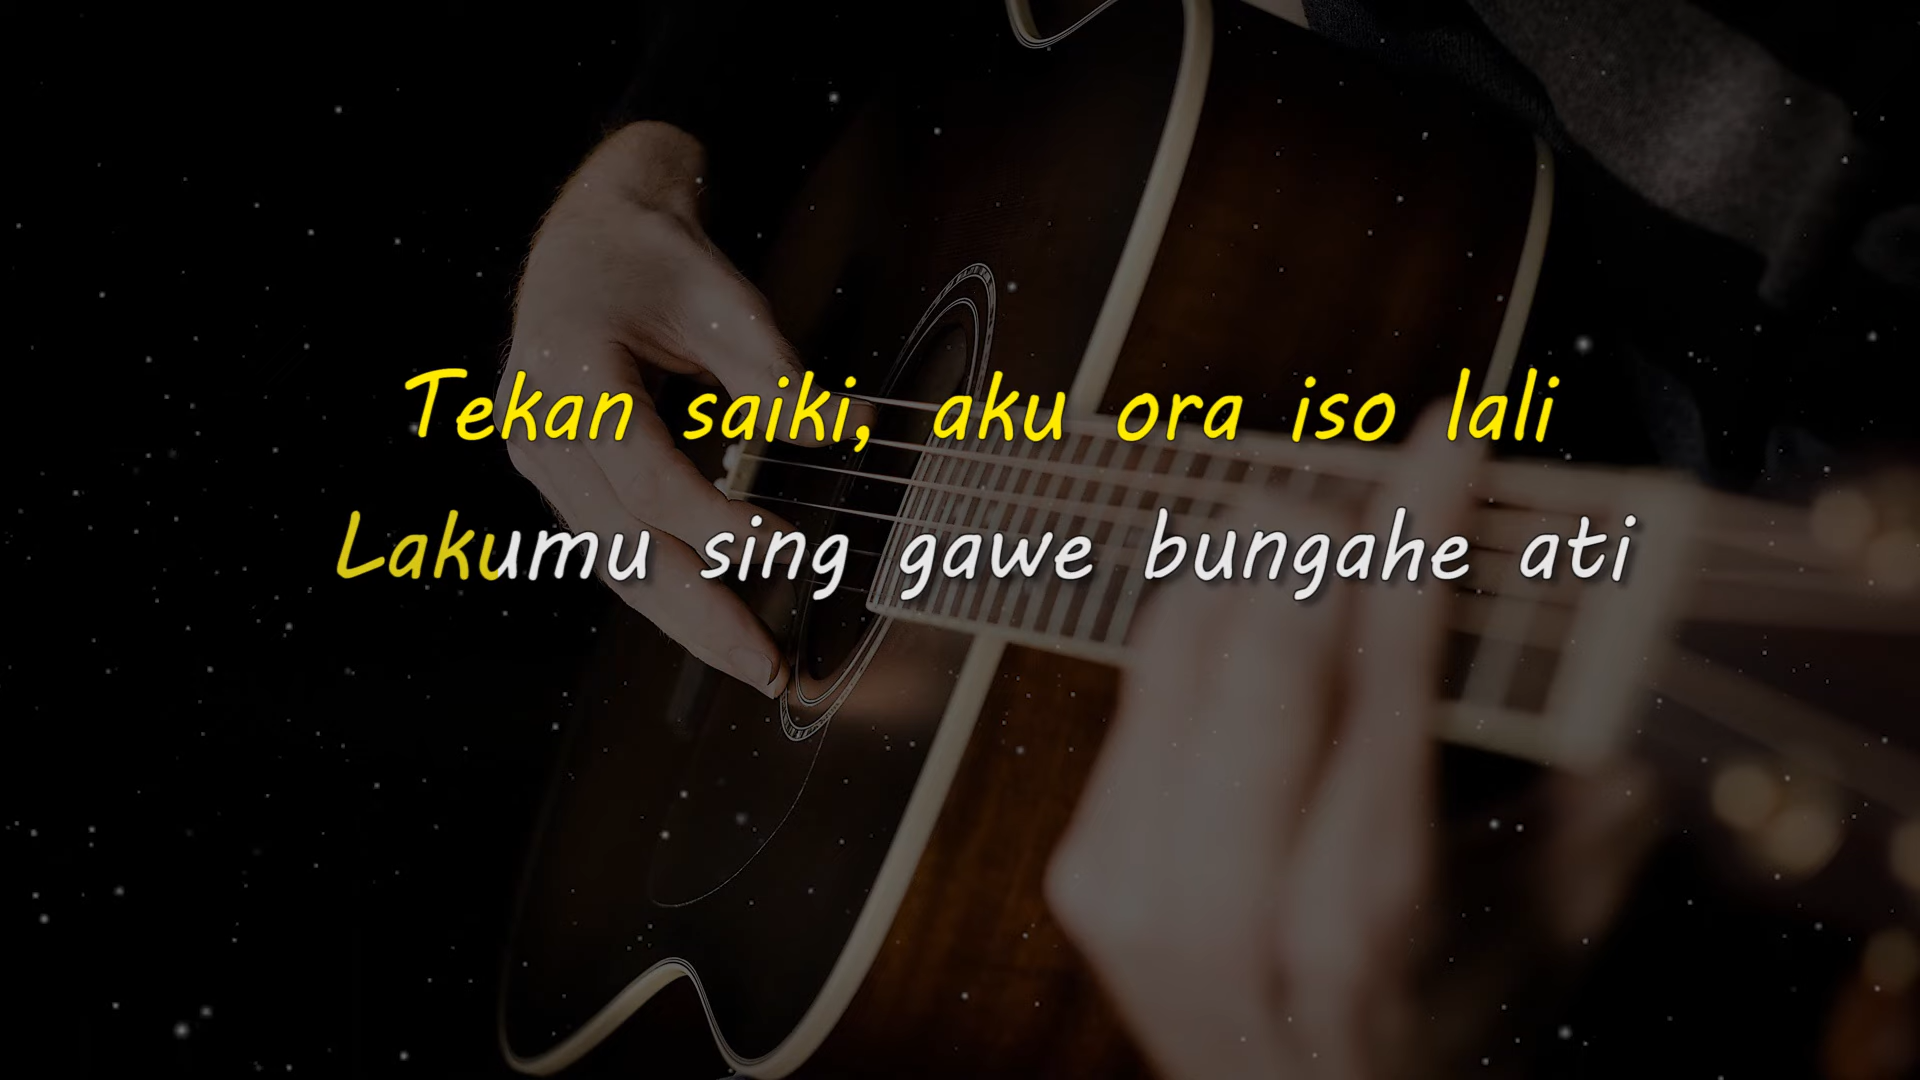 Tekan saiki, aku ora iso lali
Lakumu sing gawe bungahe ati